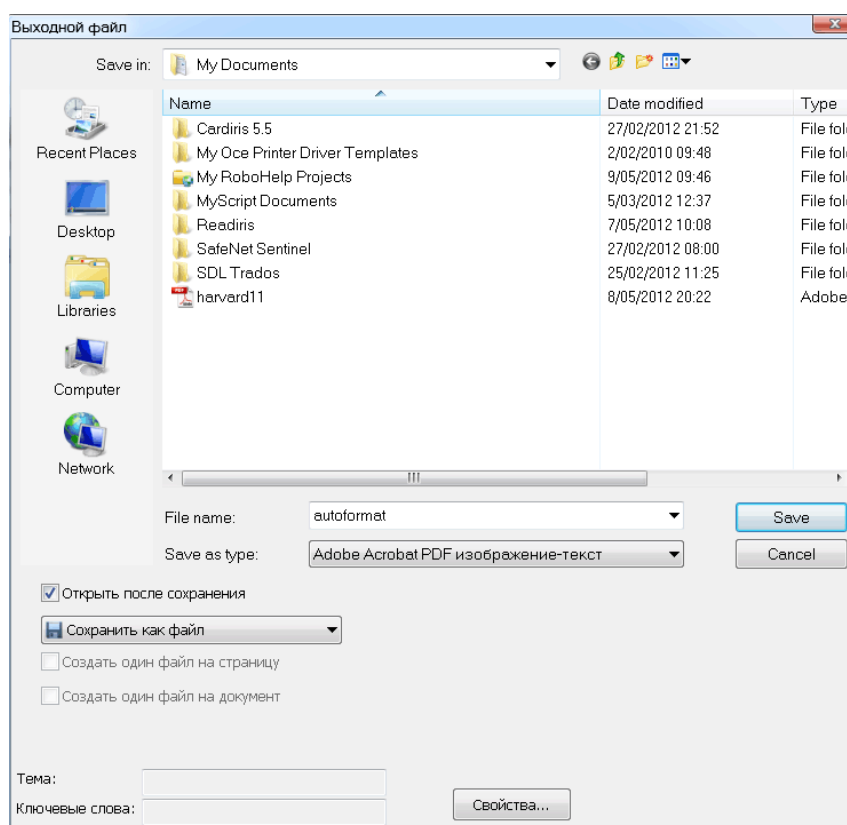 Выходной файл
Save in: My Documents
Name Date modified Type
Recent Places
Desktop
Libraries
Computer
Network
Cardiris 5.5 27/02/2012 21:52 File fol
My Oce Printer Driver Templates 2/02/2010 09:48 File fol
My RoboHelp Projects 9/05/2012 09:46 File fol
MyScript Documents 5/03/2012 12:37 File fol
Readiris 7/05/2012 10:08 File fol
SafeNet Sentinel 27/02/2012 08:00 File fol
SDL Trados 25/02/2012 11:25 File fol
harvard11 8/05/2012 20:22 Adobe
File name: autoformat Save
Save as type: Adobe Acrobat PDF изображение-текст Cancel
Открыть после сохранения
Сохранить как файл
Создать один файл на страницу
Создать один файл на документ
Тема:
Ключевые слова: Свойства...